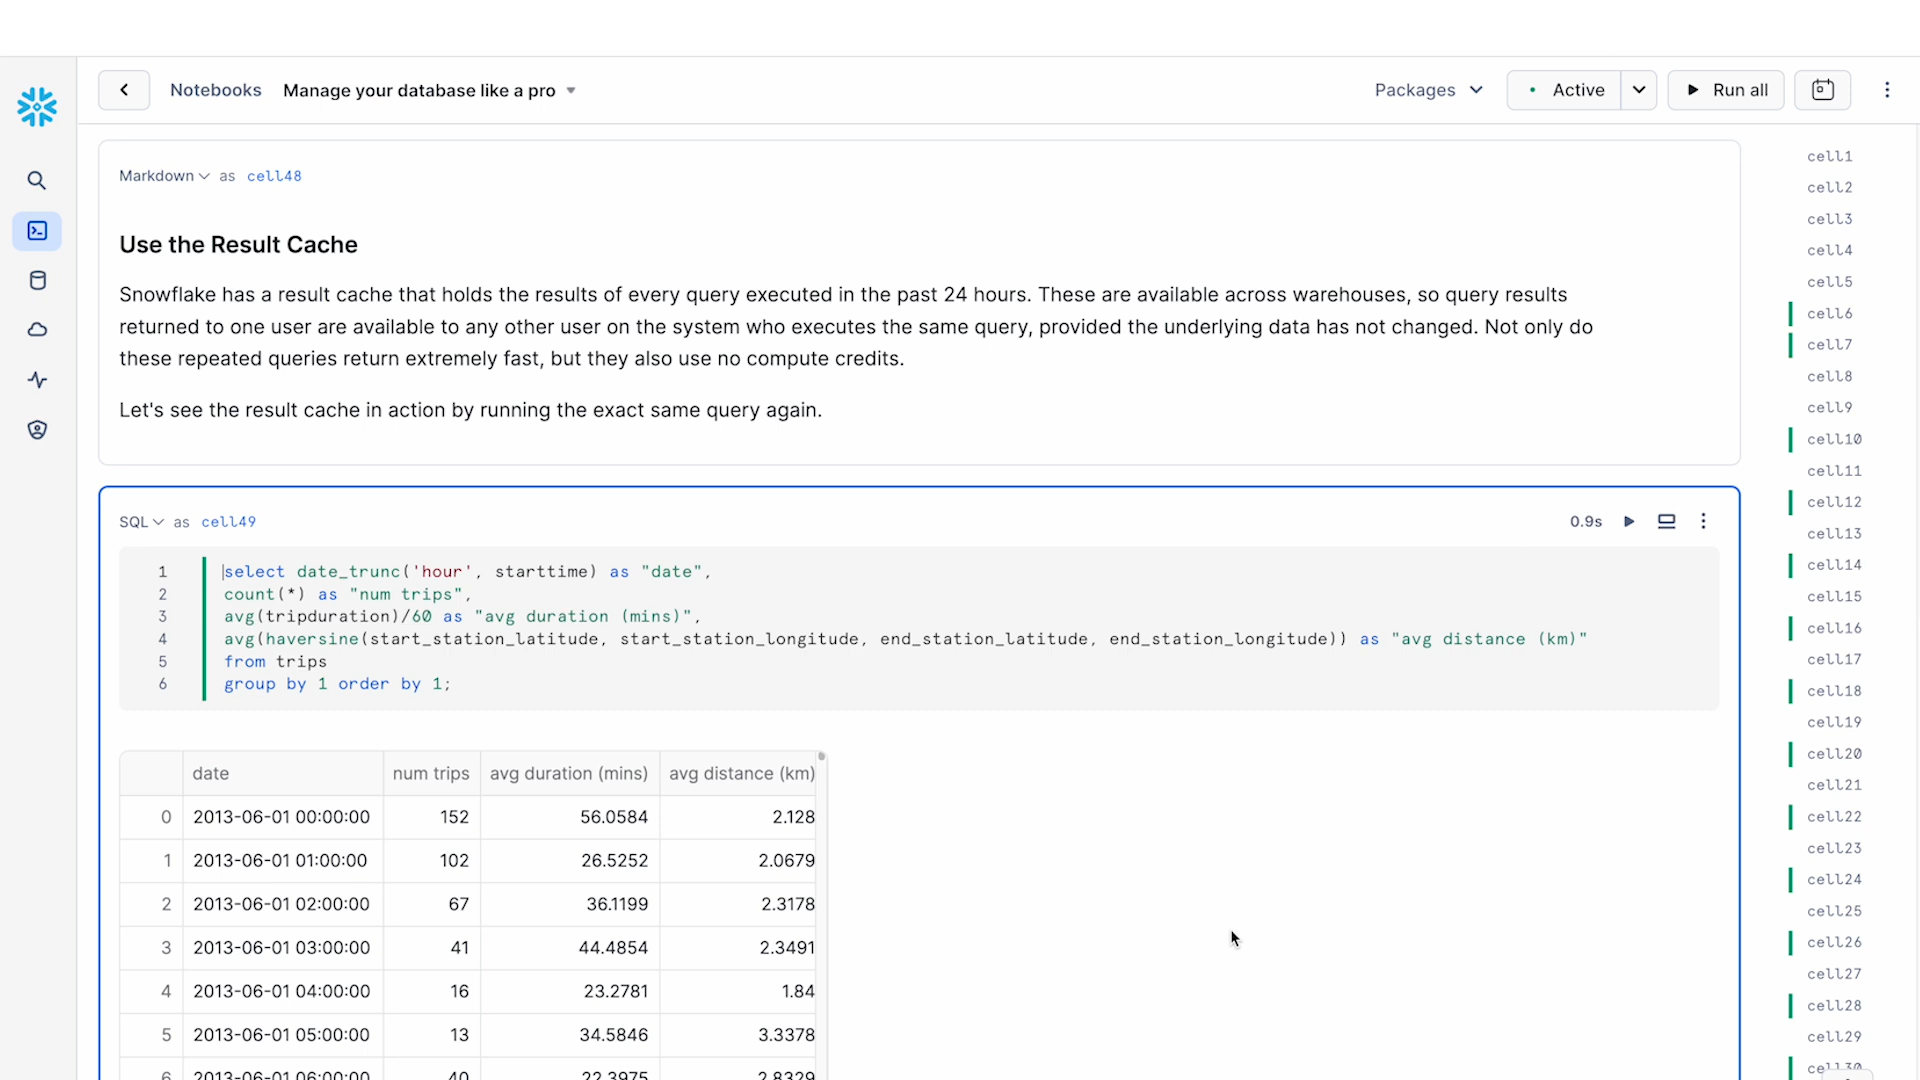 Notebooks Manage your database like a pro
Packages Active Run all
Markdown as cell48
Use the Result Cache
Snowflake has a result cache that holds the results of every query executed in the past 24 hours. These are available across warehouses, so query results
returned to one user are available to any other user on the system who executes the same query, provided the underlying data has not changed. Not only do
these repeated queries return extremely fast, but they also use no compute credits.
Let's see the result cache in action by running the exact same query again.
SQL as cell49 0.9s
1 select date_trunc('hour', starttime) as "date",
2 count(*) as "num trips",
3 avg(tripduration)/60 as "avg duration (mins)",
4 avg(haversine(start_station_latitude, start_station_longitude, end_station_latitude, end_station_longitude)) as "avg distance (km)"
5 from trips
6 group by 1 order by 1;
date num trips avg duration (mins) avg distance (km)
0 2013-06-01 00:00:00 152 56.0584 2.128
1 2013-06-01 01:00:00 102 26.5252 2.0679
2 2013-06-01 02:00:00 67 36.1199 2.3178
3 2013-06-01 03:00:00 41 44.4854 2.3491
4 2013-06-01 04:00:00 16 23.2781 1.84
5 2013-06-01 05:00:00 13 34.5846 3.3378
6 2013-06-01 06:00:00 40 22.3975 2.8329
cell1
cell2
cell3
cell4
cell5
cell6
cell7
cell8
cell9
cell10
cell11
cell12
cell13
cell14
cell15
cell16
cell17
cell18
cell19
cell20
cell21
cell22
cell23
cell24
cell25
cell26
cell27
cell28
cell29
cell30